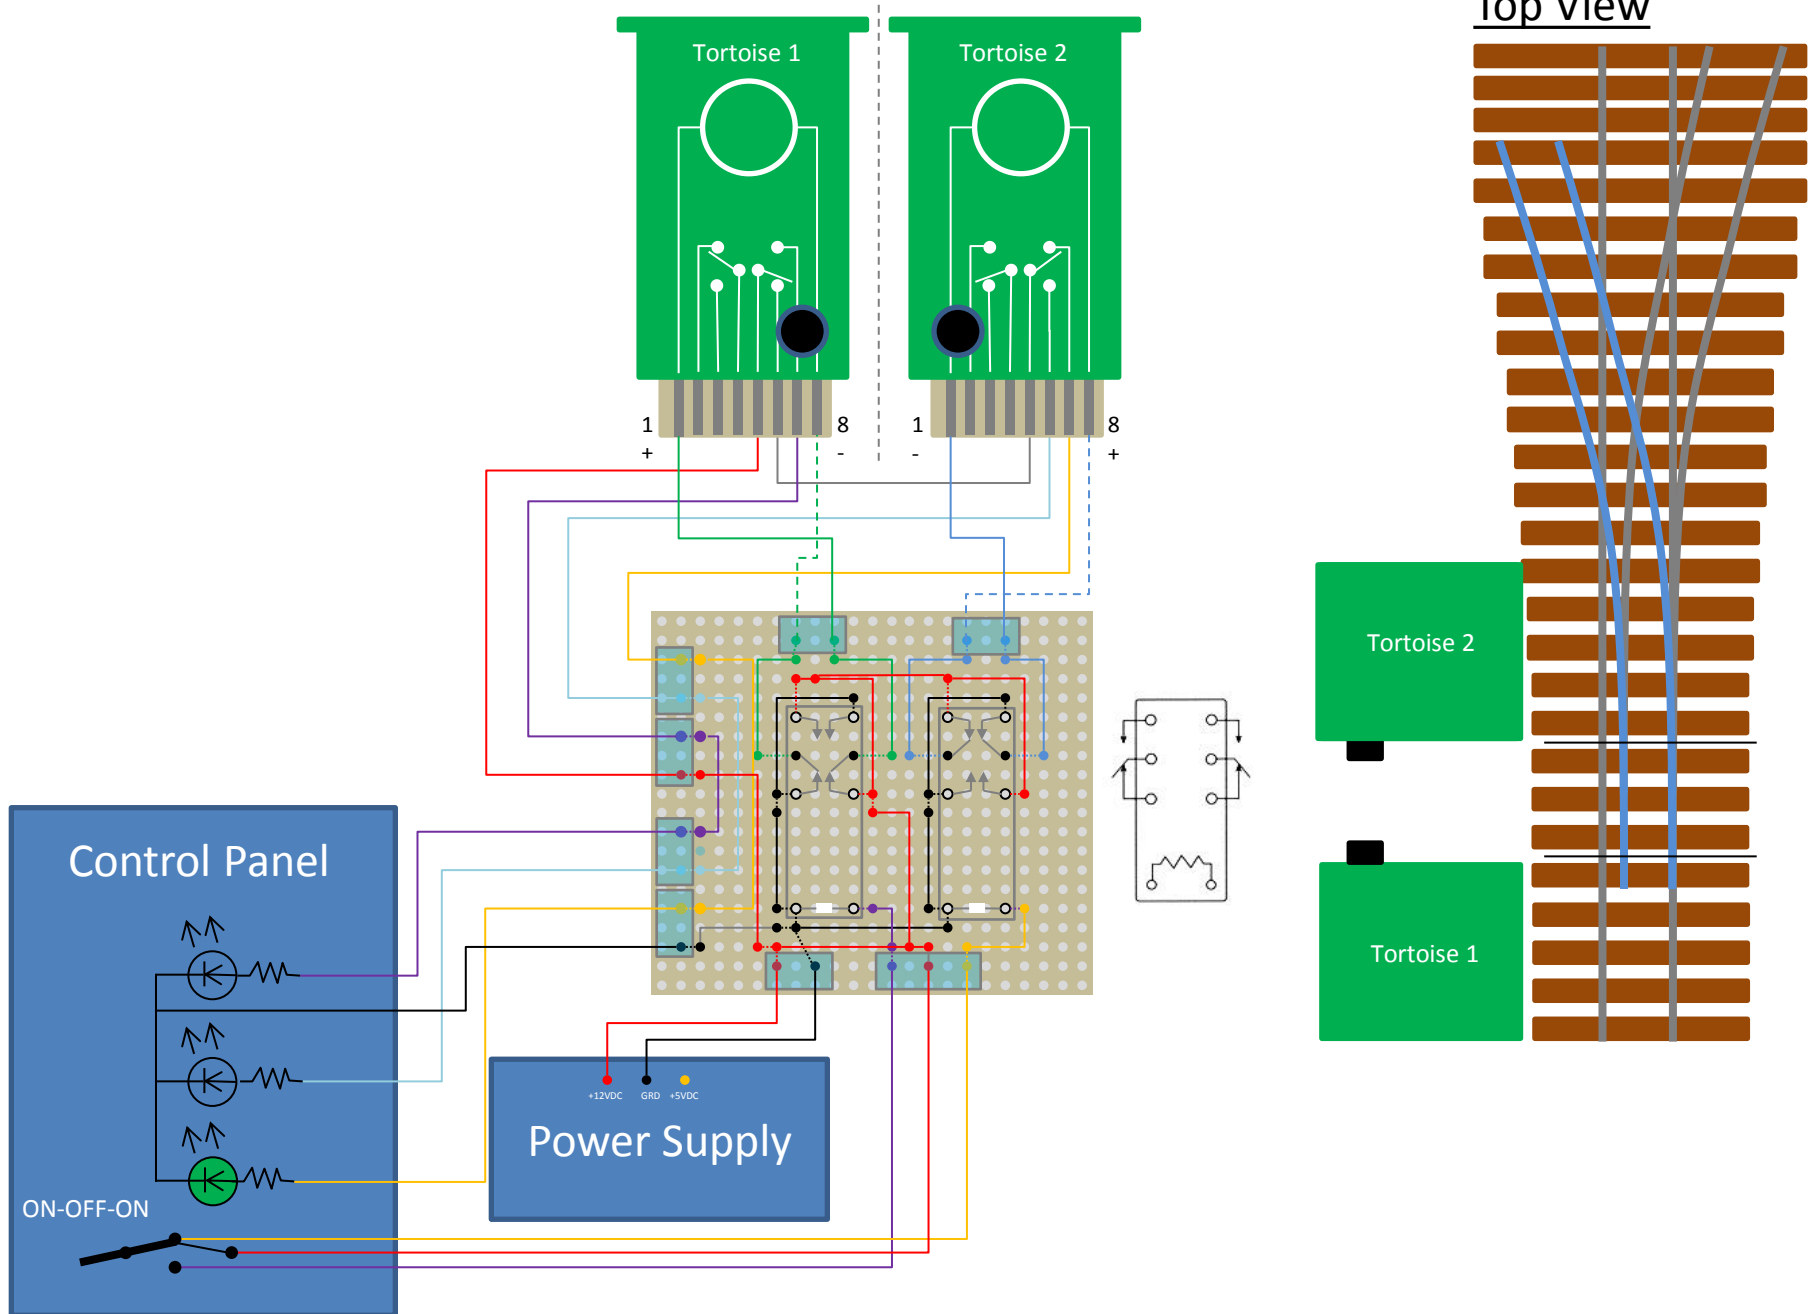 Top View
Tortoise 1
Tortoise 2
1
8
+
-
1
8
-
+
Tortoise 2
Tortoise 1
Control Panel
ON-OFF-ON
+12VDC
GRD
+5VDC
Power Supply